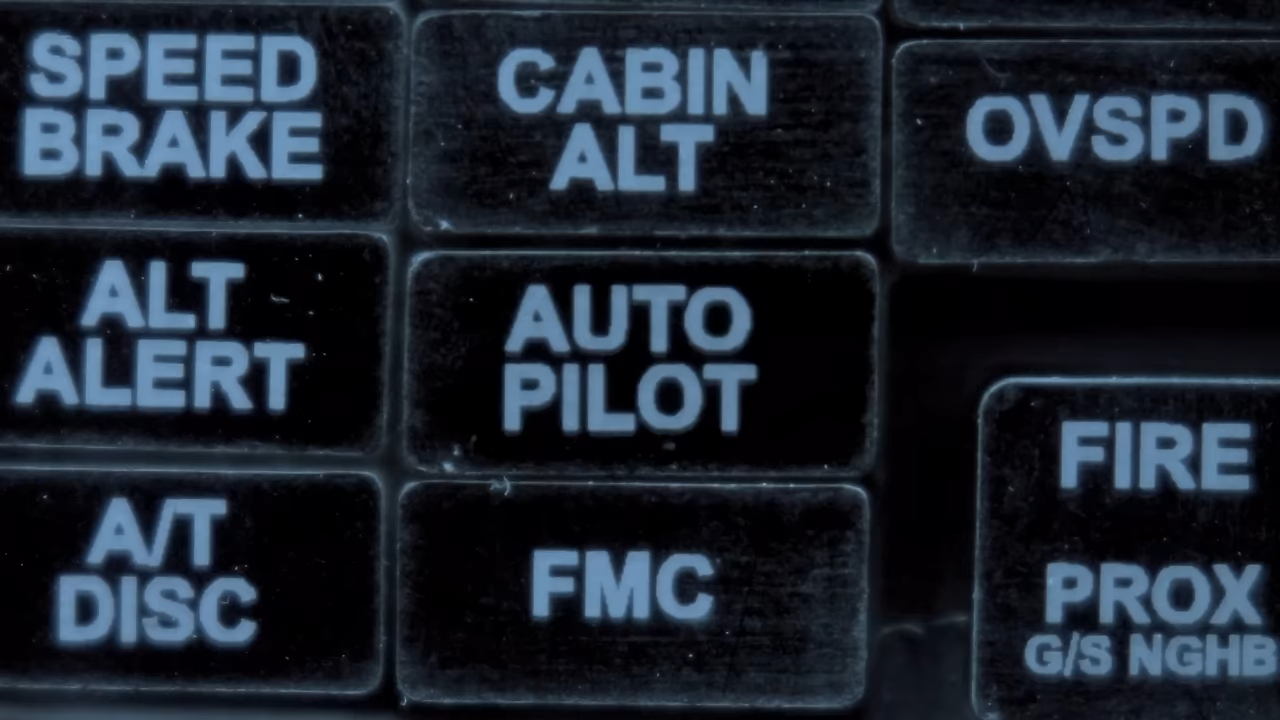 SPEED
BRAKE
CABIN
ALT
OVSPD
ALT
ALERT
AUTO
PILOT
FIRE
A/T
DISC
FMC
PROX
G/S NGHB